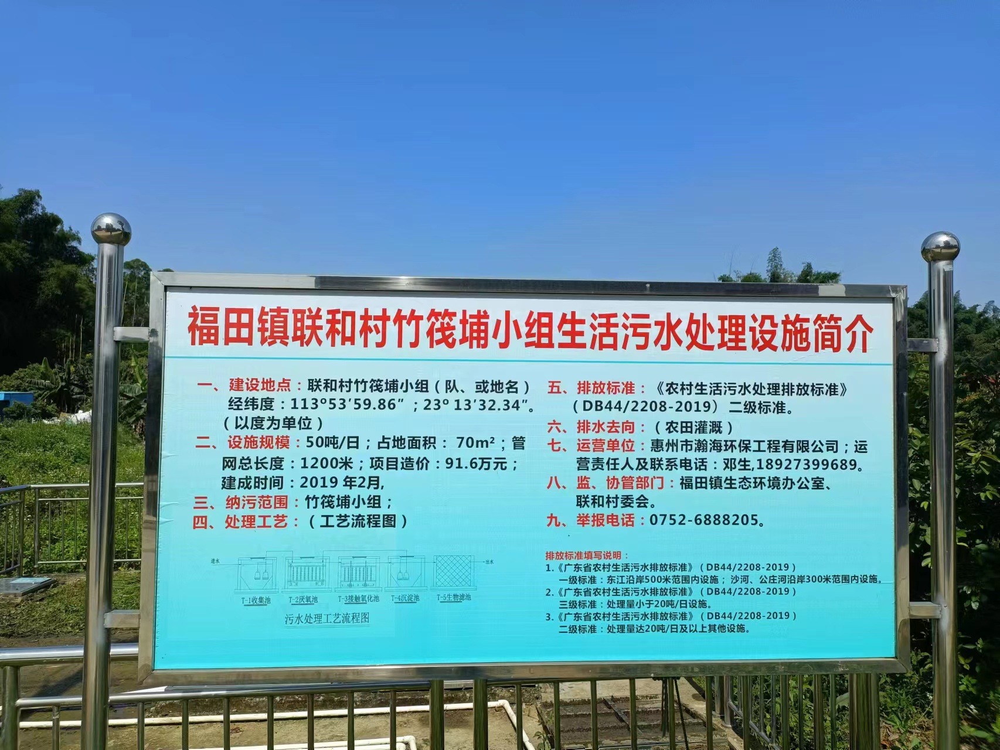 福田镇联和村竹筏埔小组生活污水处理设施简介
一、建设地点：联和村竹筏埔小组（队、或地名）
经纬度：113º53′59.86″；23º 13′32.34″。
（以度为单位）
二、设施规模：50吨/日；占地面积： 70m²；管
网总长度：1200米；项目造价：91.6万元；
建成时间：2019 年2月,
三、纳污范围：竹筏埔小组；
四、处理工艺：（工艺流程图）
进水
出水
T-1收集池
T-2厌氧池
T-3接触氧化池
T-4沉淀池
T-5生物滤池
污水处理工艺流程图
五、排放标准：《农村生活污水处理排放标准》
（DB44/2208-2019） 二级标准。
六、排水去向：（农田灌溉）
七、运营单位：惠州市瀚海环保工程有限公司；运
营责任人及联系电话：邓生,18927399689。
八、监、协管部门：福田镇生态环境办公室、
联和村委会。
九、举报电话：0752-6888205。
排放标准填写说明：
1.《广东省农村生活污水排放标准》（DB44/2208-2019）
一级标准：东江沿岸500米范围内设施； 沙河、公庄河沿岸300米范围内设施。
2.《广东省农村生活污水排放标准》（DB44/2208-2019）
三级标准：处理量小于20吨/日设施。
3.《广东省农村生活污水排放标准》（DB44/2208-2019）
二级标准：处理量达20吨/日及以上其他设施。